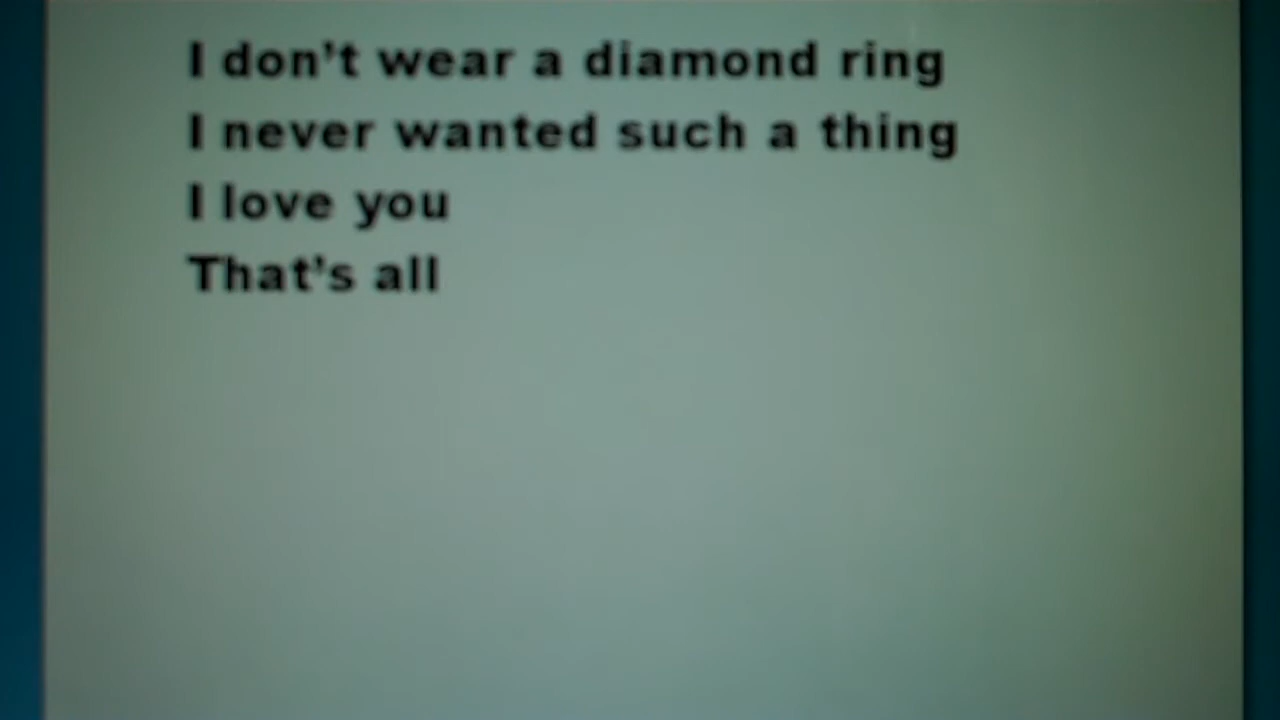 I don't wear a diamond ring
I never wanted such a thing
I love you
That's all